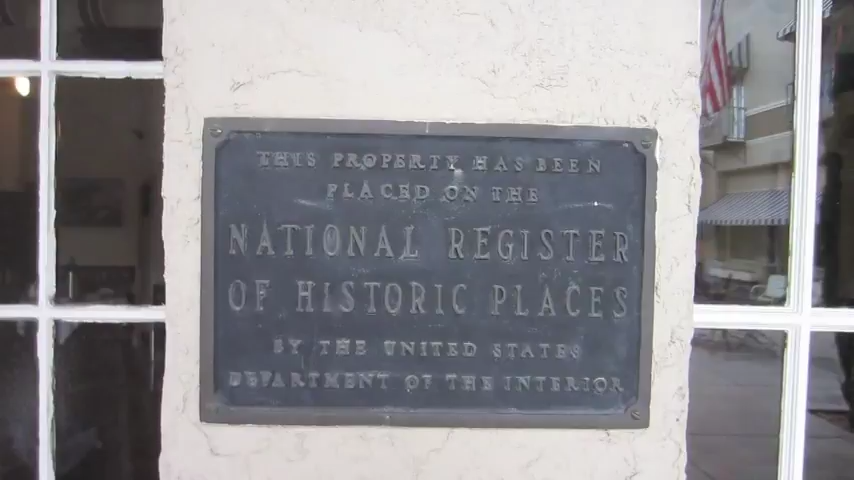 THIS PROPERTY HAS BEEN
PLACED ON THE
NATIONAL REGISTER
OF HISTORIC PLACES
BY THE UNITED STATES
DEPARTMENT OF THE INTERIOR